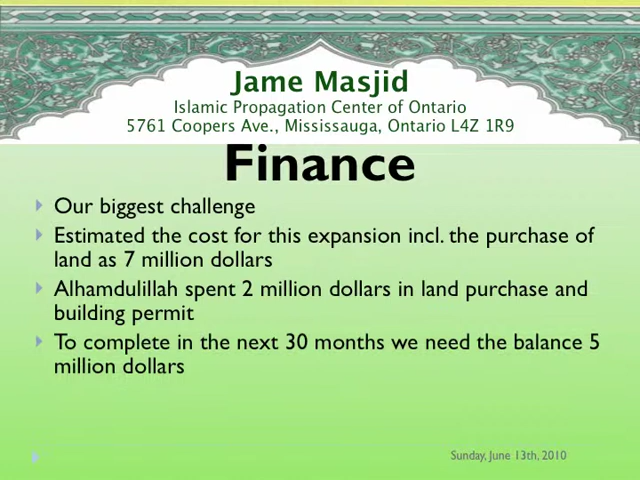 Jame Masjid
Islamic Propagation Center of Ontario
5761 Coopers Ave., Mississauga, Ontario L4Z 1R9
Finance
Our biggest challenge
Estimated the cost for this expansion incl. the purchase of
land as 7 million dollars
Alhamdulillah spent 2 million dollars in land purchase and
building permit
To complete in the next 30 months we need the balance 5
million dollars
Sunday, June 13th, 2010